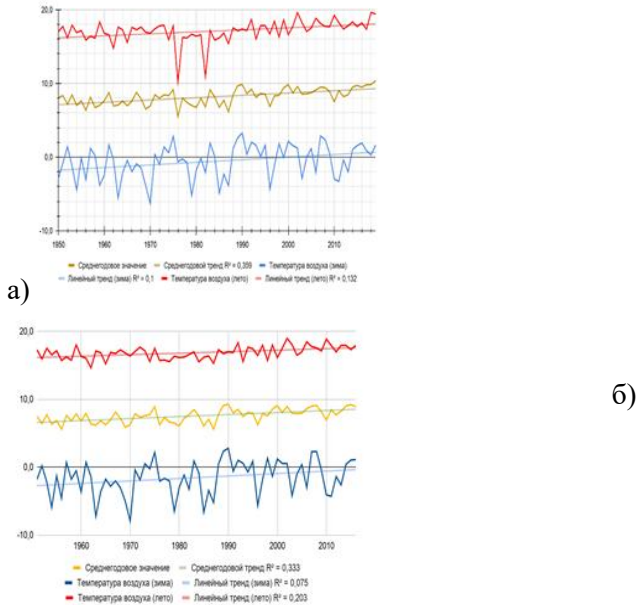 20,0
10,0
0,0
-10,0
1950 1960 1970 1980 1990 2000 2010
Среднегодовое значение Среднегодовой тренд R² = 0,359 Температура воздуха (зима)
Линейный тренд (зима) R² = 0,1 Температура воздуха (лето) Линейный тренд (лето) R² = 0,132
а)
20,0
10,0
0,0
-10,0
1960 1970 1980 1990 2000 2010
Среднегодовое значение Среднегодовой тренд R² = 0,333
Температура воздуха (зима) Линейный тренд (зима) R² = 0,075
Температура воздуха (лето) Линейный тренд (лето) R² = 0,203
б)